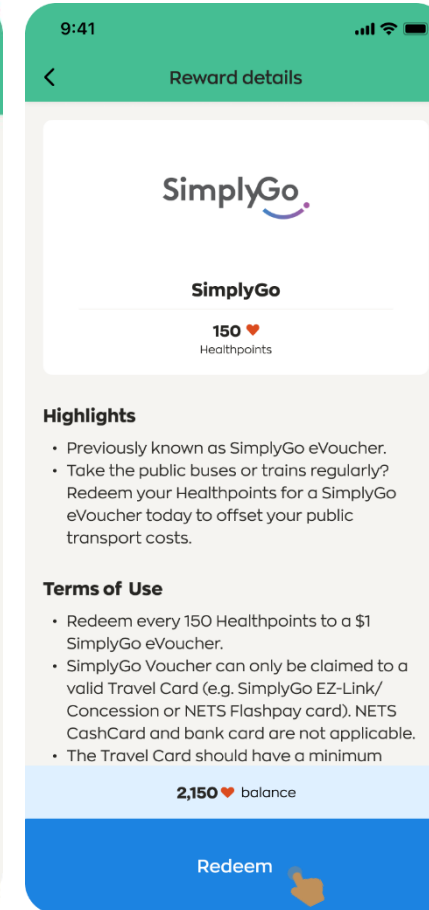 9:41
Reward details
SimplyGo
SimplyGo
150
Healthpoints
Highlights
• Previously known as SimplyGo eVoucher.
• Take the public buses or trains regularly?
Redeem your Healthpoints for a SimplyGo
eVoucher today to offset your public
transport costs.
Terms of Use
• Redeem every 150 Healthpoints to a $1
SimplyGo eVoucher.
• SimplyGo Voucher can only be claimed to a
valid Travel Card (e.g. SimplyGo EZ-Link/
Concession or NETS Flashpay card). NETS
CashCard and bank card are not applicable.
• The Travel Card should have a minimum
2,150 balance
Redeem